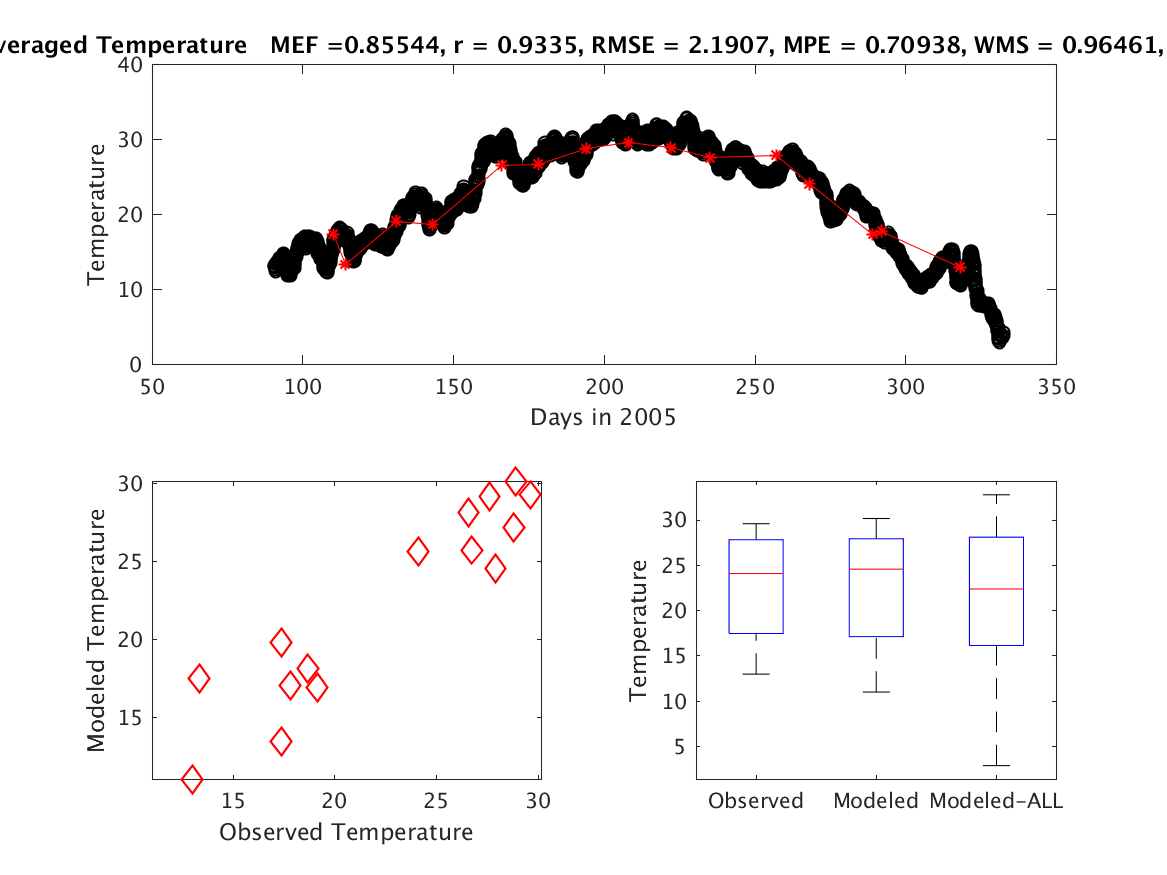 veraged Temperature MEF =0.85544, r = 0.9335, RMSE = 2.1907, MPE = 0.70938, WMS = 0.96461,
40
30
20
10
0
Temperature
50 100 150 200 250 300 350
Days in 2005
30
25
20
15
Modeled Temperature
15 20 25 30
Observed Temperature
30
25
20
15
10
5
Temperature
Observed Modeled Modeled-ALL